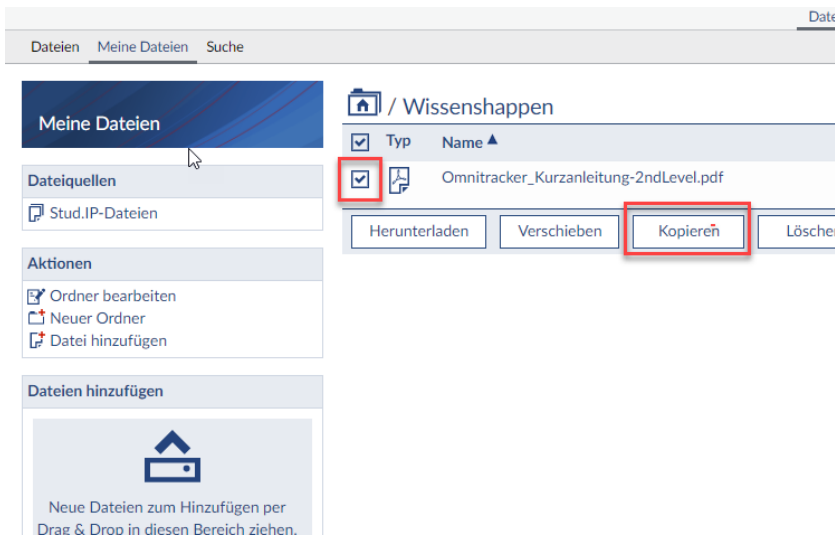 Date
Dateien Meine Dateien Suche
Meine Dateien
Dateiquellen
Stud.IP-Dateien
Aktionen
Ordner bearbeiten
Neuer Ordner
Datei hinzufügen
Dateien hinzufügen
Neue Dateien zum Hinzufügen per
Drag & Drop in diesen Bereich ziehen.
/ Wissenshappen
Typ Name
Omnitracker_Kurzanleitung-2ndLevel.pdf
Herunterladen Verschieben Kopieren Löschen